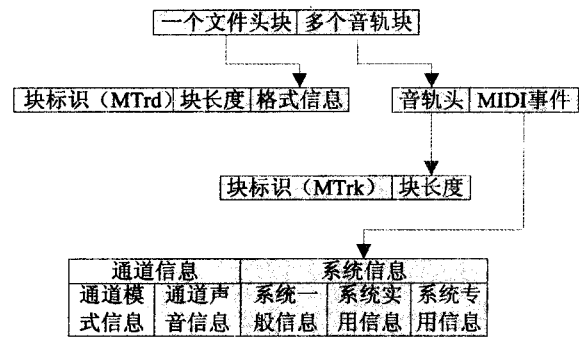 一个文件头块 多个音轨块
块标识（MTrd） 块长度 格式信息 音轨头 MIDI事件
块标识（MTrk） 块长度
通道信息 系统信息
通道模式信息 通道声音信息 系统一般信息 系统实用信息 系统专用信息